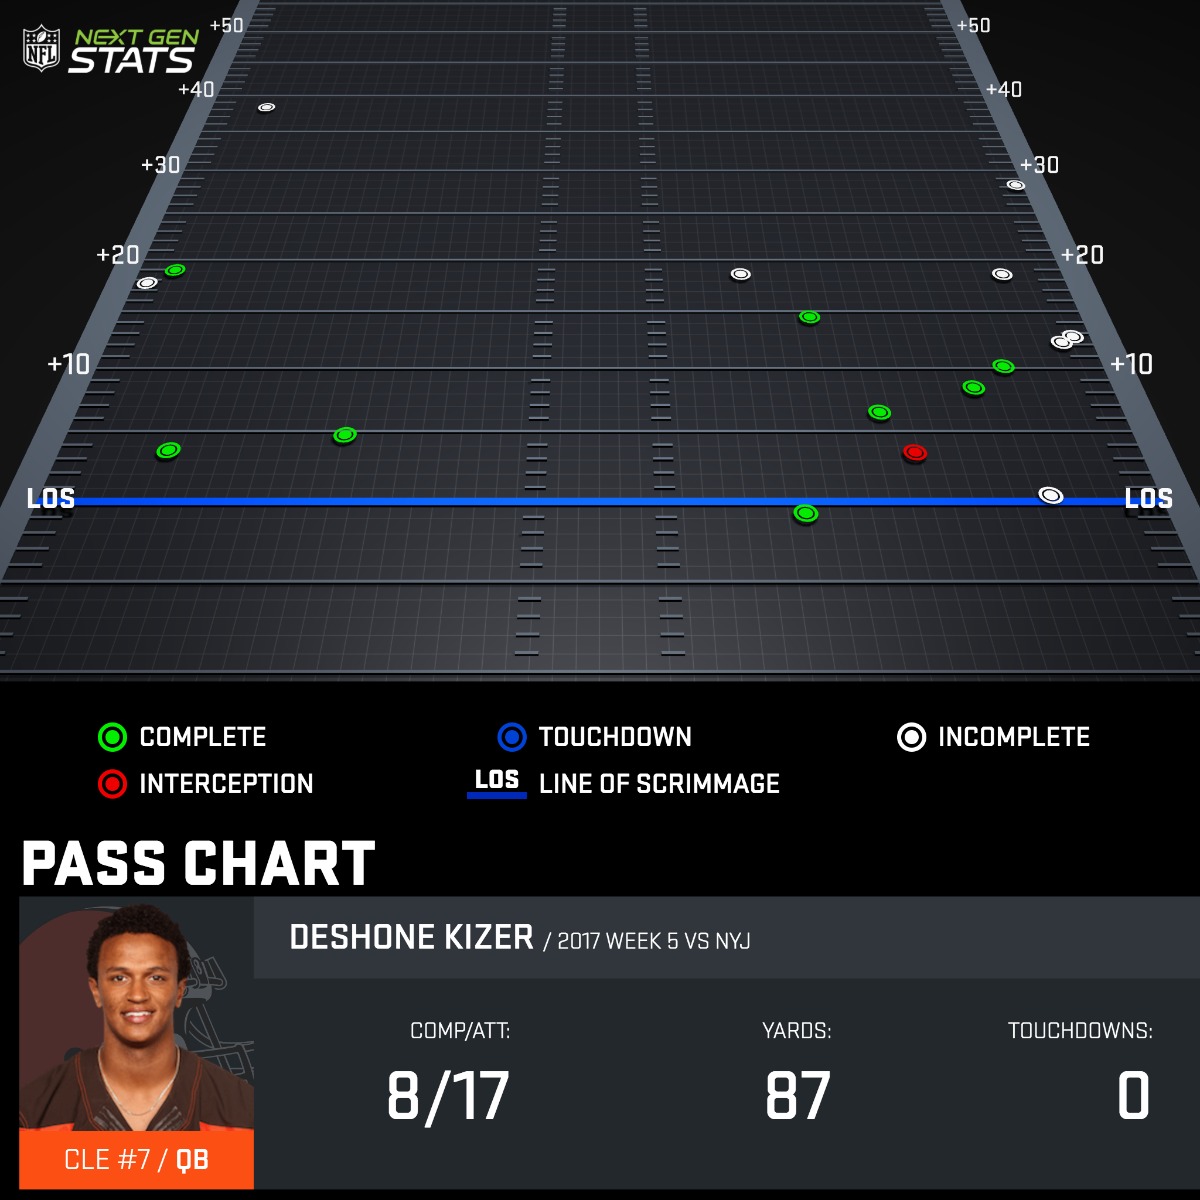 NFL
NEXT GEN
STATS
+50 +50
+40 +40
+30 +30
+20 +20
+10 +10
LOS LOS
COMPLETE TOUCHDOWN INCOMPLETE
INTERCEPTION LOS LINE OF SCRIMMAGE
PASS CHART
DESHONE KIZER / 2017 WEEK 5 VS NYJ
COMP/ATT: YARDS: TOUCHDOWNS:
8/17 87 0
CLE #7 / QB